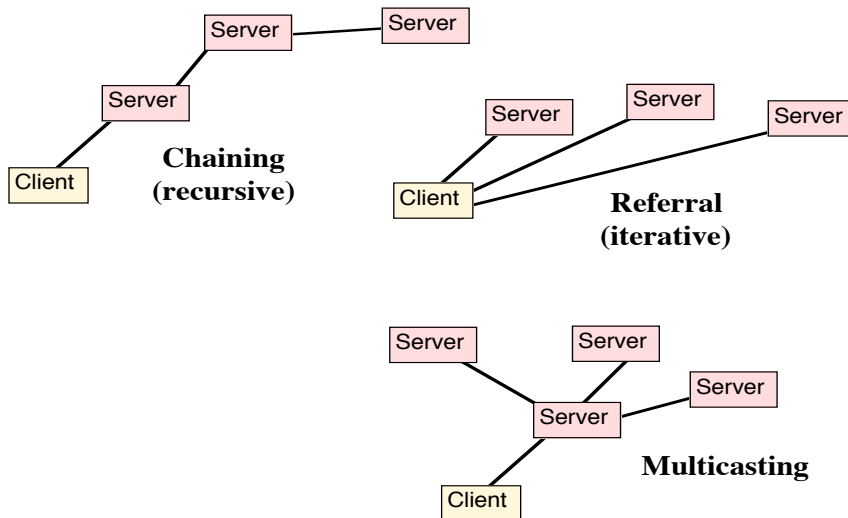 Server
Server
Server
Client
Chaining
(recursive)
Server
Server
Server
Client
Referral
(iterative)
Server
Server
Server
Server
Client
Multicasting